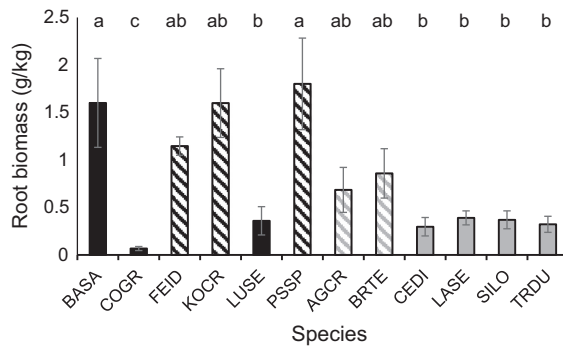 a c ab ab b a ab ab b b b b
2.5
2
1.5
1
0.5
0
Root biomass (g/kg)
BASA COGR FEID KOCR LUSE PSSP AGCR BRTE CEDI LASE SILO TRDU
Species